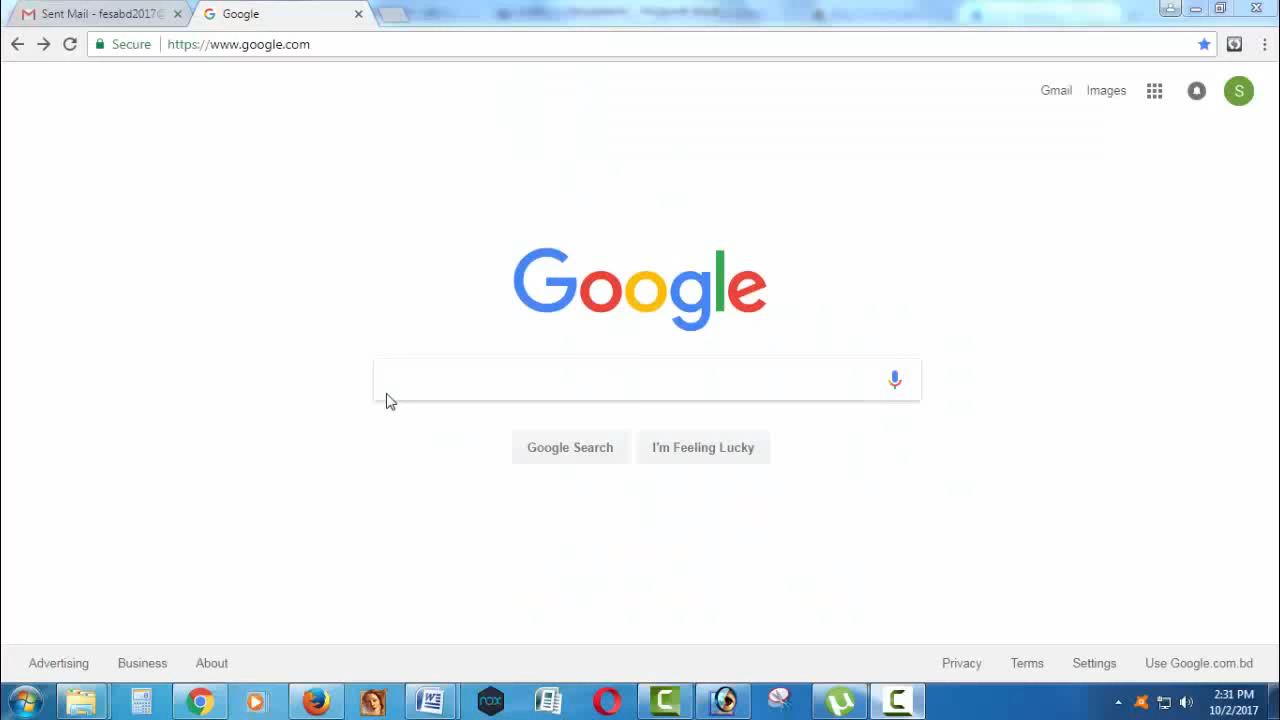 Sent Mail - fesabd2017@
Google
Secure
https://www.google.com
Gmail
Images
S
Google
Google Search
I'm Feeling Lucky
Advertising
Business
About
Privacy
Terms
Settings
Use Google.com.bd
nox
2:31 PM
10/2/2017